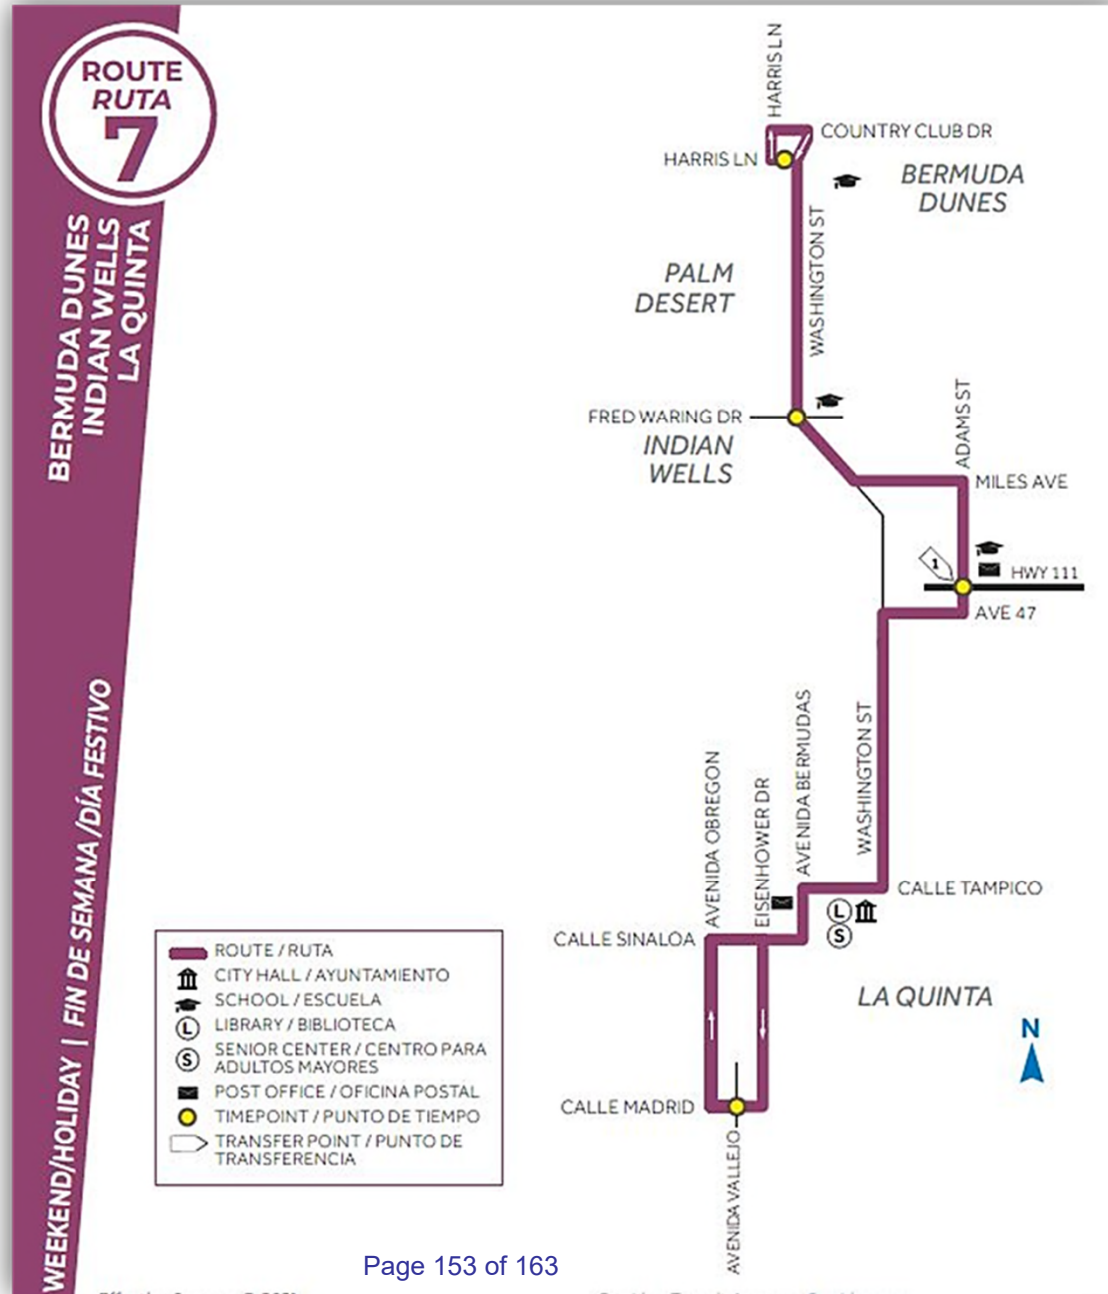 ROUTE
RUTA
7
BERMUDA DUNES
INDIAN WELLS
LA QUINTA
WEEKEND/HOLIDAY | FIN DE SEMANA /DÍA FESTIVO
HARRIS LN
COUNTRY CLUB DR
HARRIS LN
BERMUDA
DUNES
WASHINGTON ST
PALM
DESERT
FRED WARING DR
INDIAN
WELLS
ADAMS ST
MILES AVE
1
HWY 111
AVE 47
WASHINGTON ST
AVENIDA BERMUDAS
EISENHOWER DR
AVENIDA OBREGON
CALLE TAMPICO
L
S
CALLE SINALOA
LA QUINTA
N
CALLE MADRID
AVENIDA VALLEJO
ROUTE / RUTA
CITY HALL / AYUNTAMIENTO
SCHOOL / ESCUELA
L LIBRARY / BIBLIOTECA
S SENIOR CENTER / CENTRO PARA
ADULTOS MAYORES
POST OFFICE / OFICINA POSTAL
TIMEPOINT / PUNTO DE TIEMPO
TRANSFER POINT / PUNTO DE
TRANSFERENCIA
Page 153 of 163